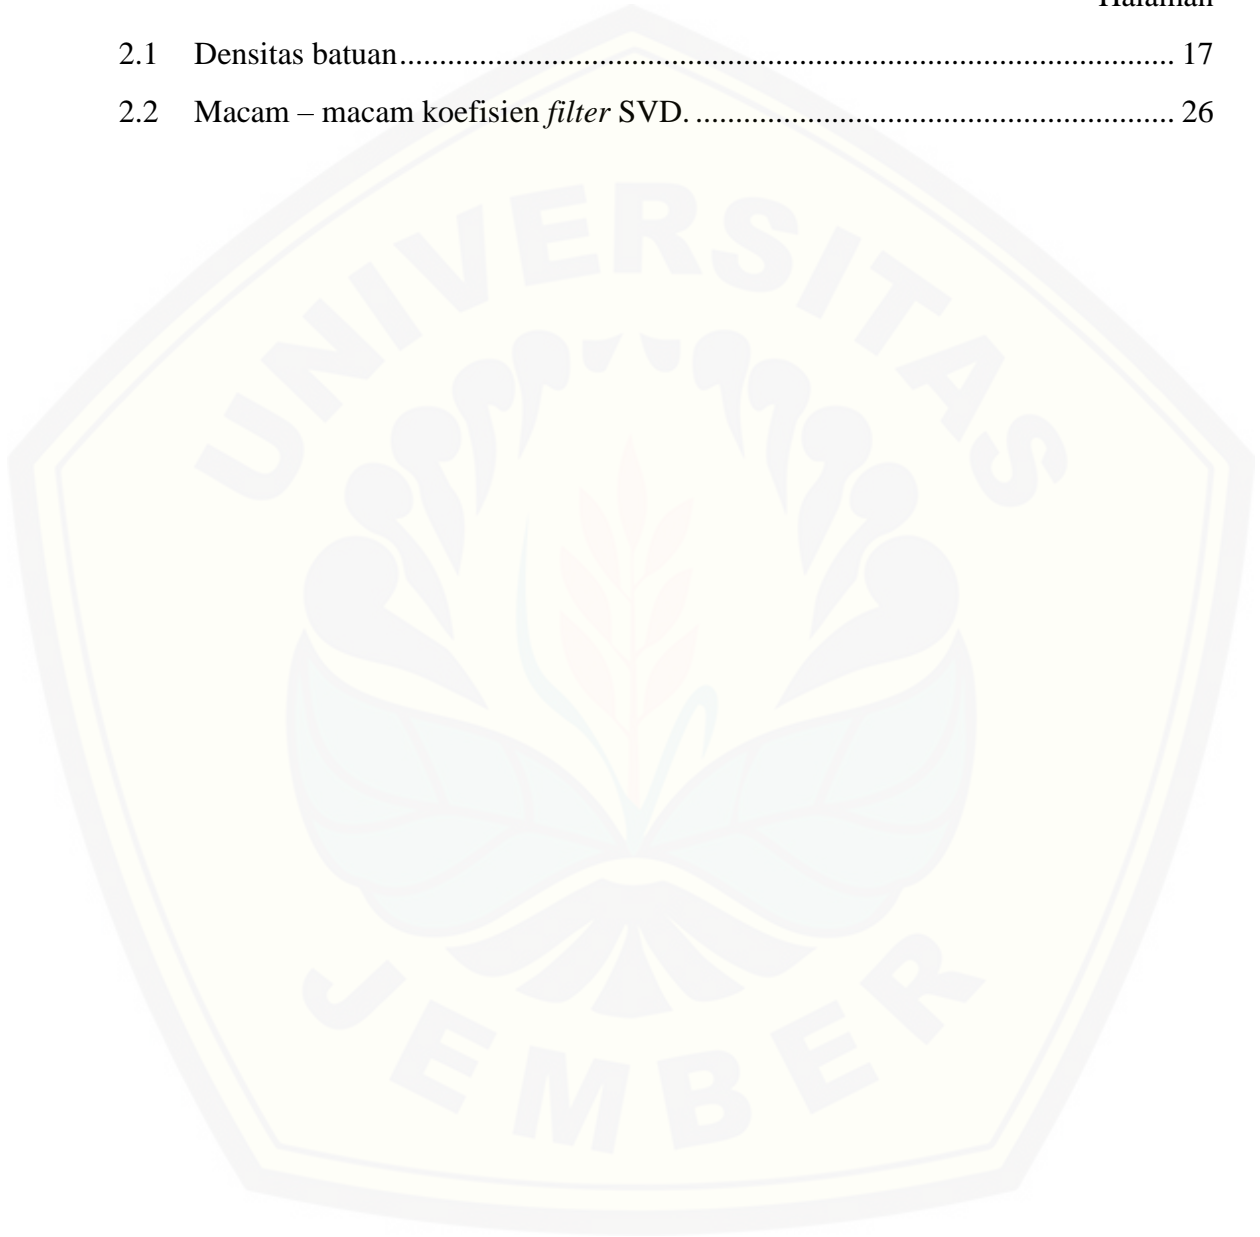 Halaman
2.1 Densitas batuan.......................................................................................... 17
2.2 Macam – macam koefisien filter SVD. ........................................................ 26
UNIVERSITAS
JEMBER